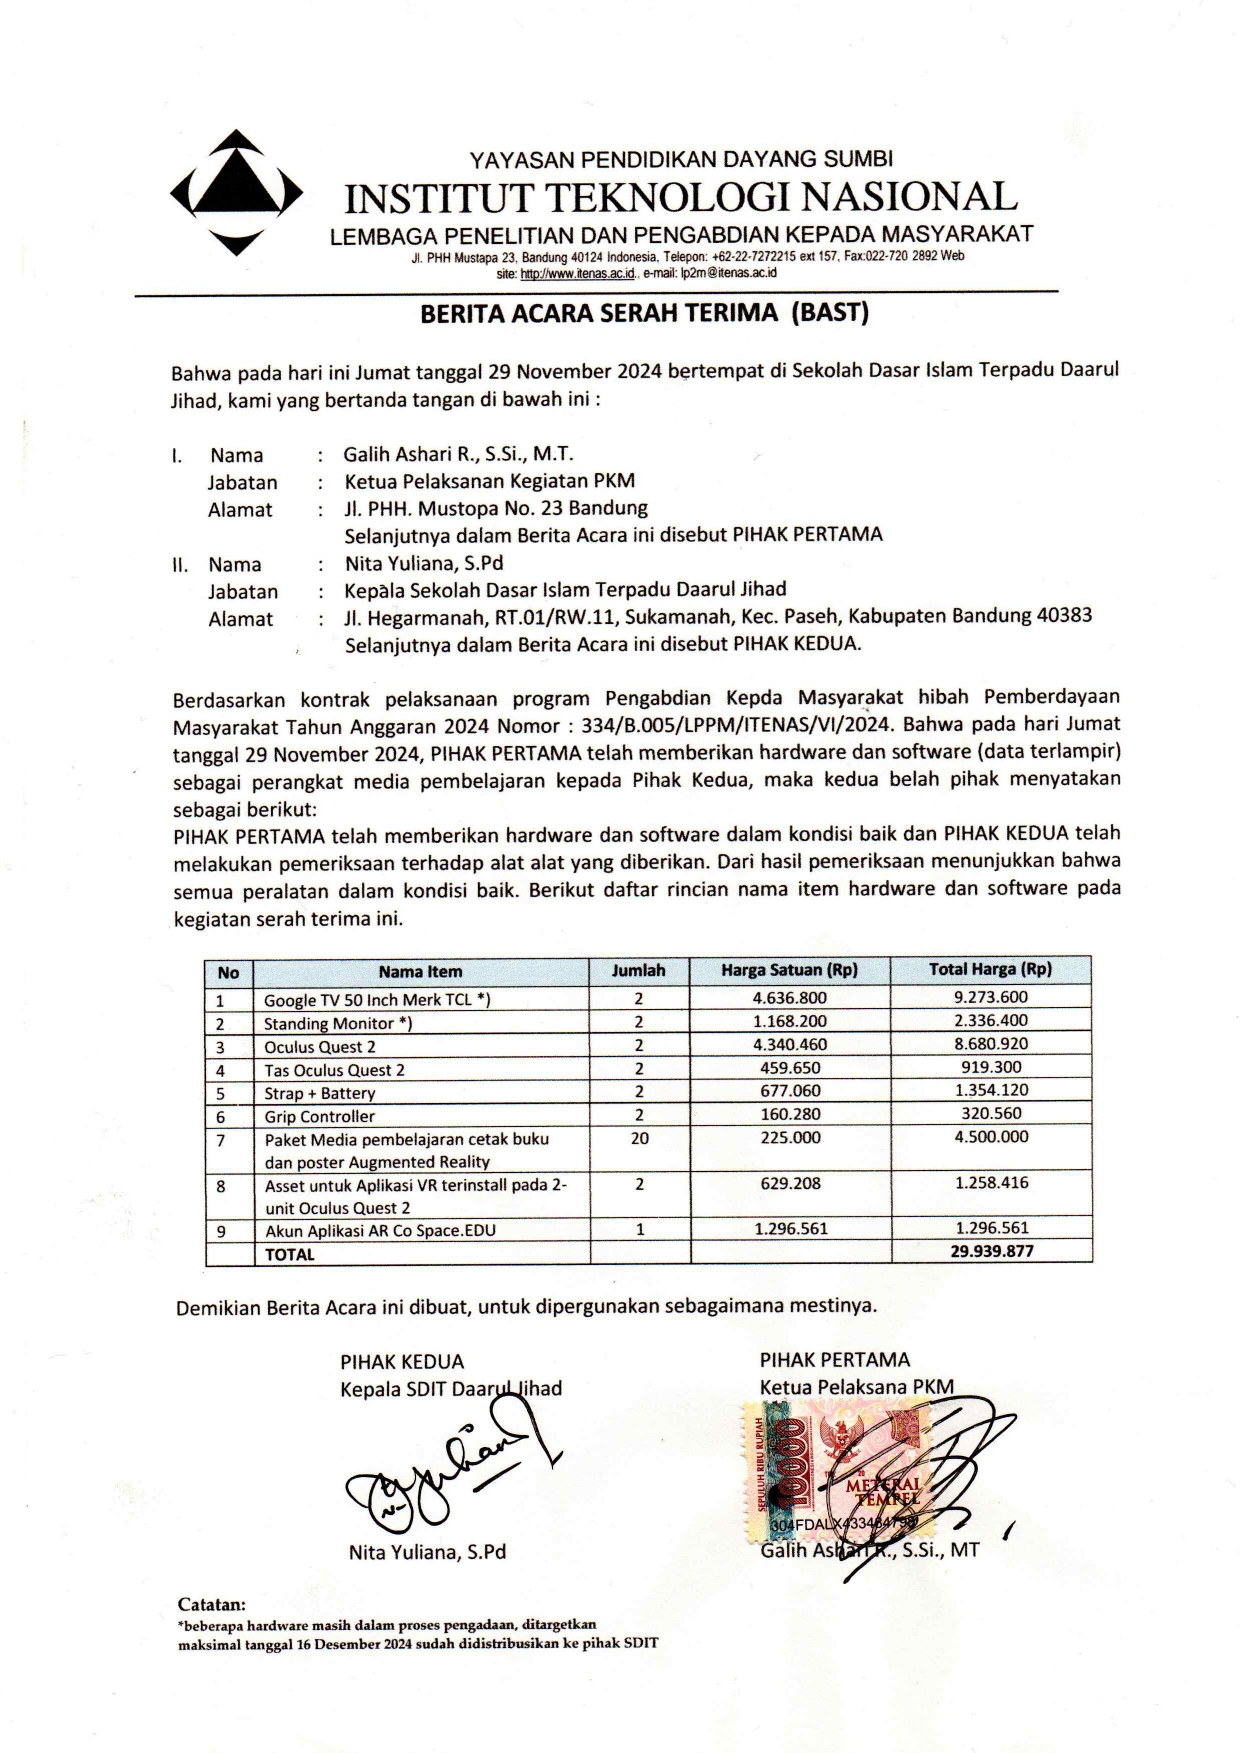 YAYASAN PENDIDIKAN DAYANG SUMBI
INSTITUT TEKNOLOGI NASIONAL
LEMBAGA PENELITIAN DAN PENGABDIAN KEPADA MASYARAKAT
Jl. PHH Mustapa 23, Bandung 40124 Indonesia, Telepon: +62-22-7272215 ext 157, Fax:022-720 2892 Web
site: http://www.itenas.ac.id., e-mail: lp2m@itenas.ac.id
BERITA ACARA SERAH TERIMA (BAST)
Bahwa pada hari ini Jumat tanggal 29 November 2024 bertempat di Sekolah Dasar Islam Terpadu Daarul
Jihad, kami yang bertanda tangan di bawah ini :
I. Nama : Galih Ashari R., S.Si., M.T.
Jabatan : Ketua Pelaksanan Kegiatan PKM
Alamat : Jl. PHH. Mustopa No. 23 Bandung
Selanjutnya dalam Berita Acara ini disebut PIHAK PERTAMA
II. Nama : Nita Yuliana, S.Pd
Jabatan : Kepala Sekolah Dasar Islam Terpadu Daarul Jihad
Alamat : Jl. Hegarmanah, RT.01/RW.11, Sukamanah, Kec. Paseh, Kabupaten Bandung 40383
Selanjutnya dalam Berita Acara ini disebut PIHAK KEDUA.
Berdasarkan kontrak pelaksanaan program Pengabdian Kepda Masyarakat hibah Pemberdayaan
Masyarakat Tahun Anggaran 2024 Nomor : 334/B.005/LPPM/ITENAS/VI/2024. Bahwa pada hari Jumat
tanggal 29 November 2024, PIHAK PERTAMA telah memberikan hardware dan software (data terlampir)
sebagai perangkat media pembelajaran kepada Pihak Kedua, maka kedua belah pihak menyatakan
sebagai berikut:
PIHAK PERTAMA telah memberikan hardware dan software dalam kondisi baik dan PIHAK KEDUA telah
melakukan pemeriksaan terhadap alat alat yang diberikan. Dari hasil pemeriksaan menunjukkan bahwa
semua peralatan dalam kondisi baik. Berikut daftar rincian nama item hardware dan software pada
kegiatan serah terima ini.
No Nama Item Jumlah Harga Satuan (Rp) Total Harga (Rp)
1 Google TV 50 Inch Merk TCL *) 2 4.636.800 9.273.600
2 Standing Monitor *) 2 1.168.200 2.336.400
3 Oculus Quest 2 2 4.340.460 8.680.920
4 Tas Oculus Quest 2 2 459.650 919.300
5 Strap + Battery 2 677.060 1.354.120
6 Grip Controller 2 160.280 320.560
7 Paket Media pembelajaran cetak buku 20 225.000 4.500.000
dan poster Augmented Reality
8 Asset untuk Aplikasi VR terinstall pada 2- 2 629.208 1.258.416
unit Oculus Quest 2
9 Akun Aplikasi AR Co Space.EDU 1 1.296.561 1.296.561
TOTAL 29.939.877
Demikian Berita Acara ini dibuat, untuk dipergunakan sebagaimana mestinya.
PIHAK KEDUA PIHAK PERTAMA
Kepala SDIT Daarul Jihad Ketua Pelaksana PKM
SEPULUH RIBU RUPIAH
10000
METERAI
TEMPEL
Nita Yuliana, S.Pd Galih Ashari R., S.Si., MT
Catatan:
*beberapa hardware masih dalam proses pengadaan, ditargetkan
maksimal tanggal 16 Desember 2024 sudah didistribusikan ke pihak SDIT